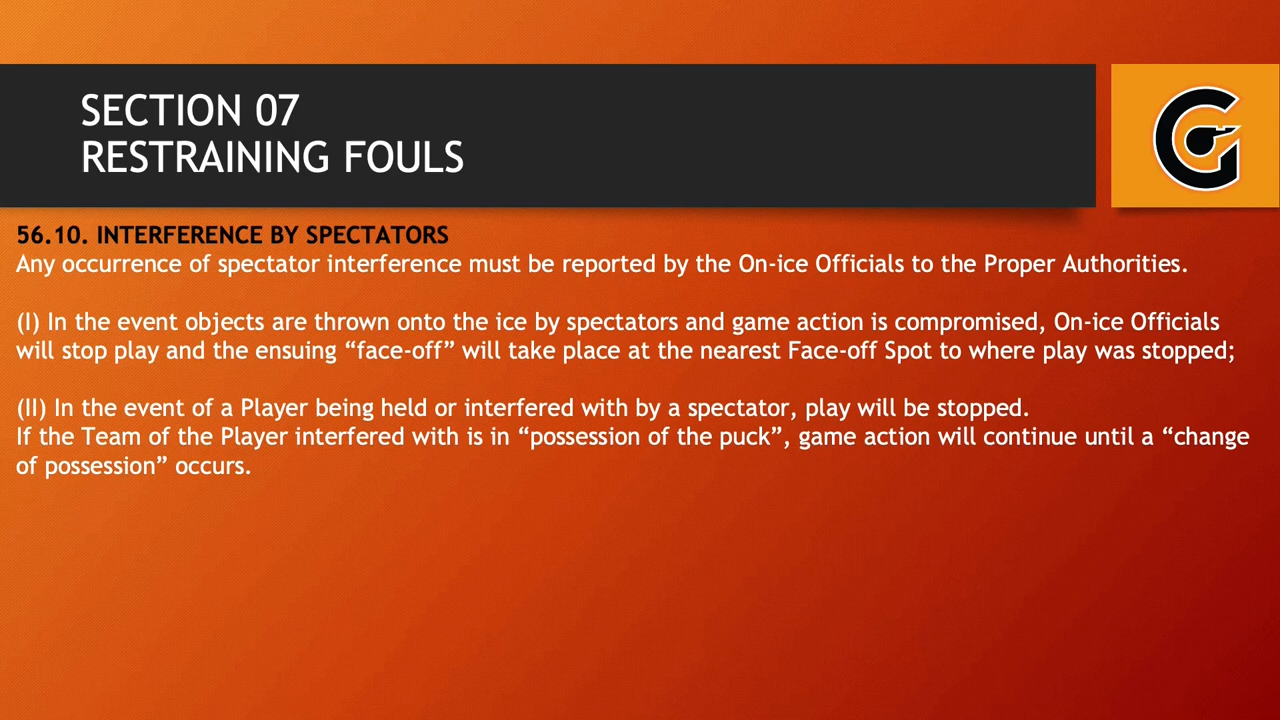 SECTION 07
RESTRAINING FOULS
G
56.10. INTERFERENCE BY SPECTATORS
Any occurrence of spectator interference must be reported by the On-ice Officials to the Proper Authorities.
(I) In the event objects are thrown onto the ice by spectators and game action is compromised, On-ice Officials
will stop play and the ensuing “face-off” will take place at the nearest Face-off Spot to where play was stopped;
(II) In the event of a Player being held or interfered with by a spectator, play will be stopped.
If the Team of the Player interfered with is in “possession of the puck”, game action will continue until a “change
of possession” occurs.